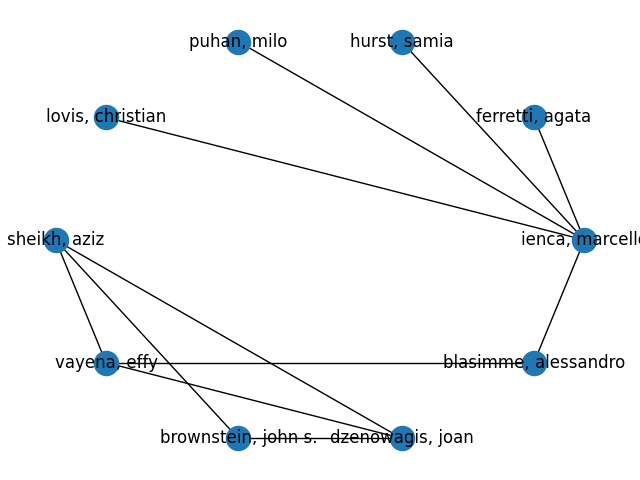 puhan, milo
hurst, samia
lovis, christian
ferretti, agata
sheikh, aziz
ienca, marcello
vayena, effy
blasimme, alessandro
brownstein, john s.
dzenowagis, joan